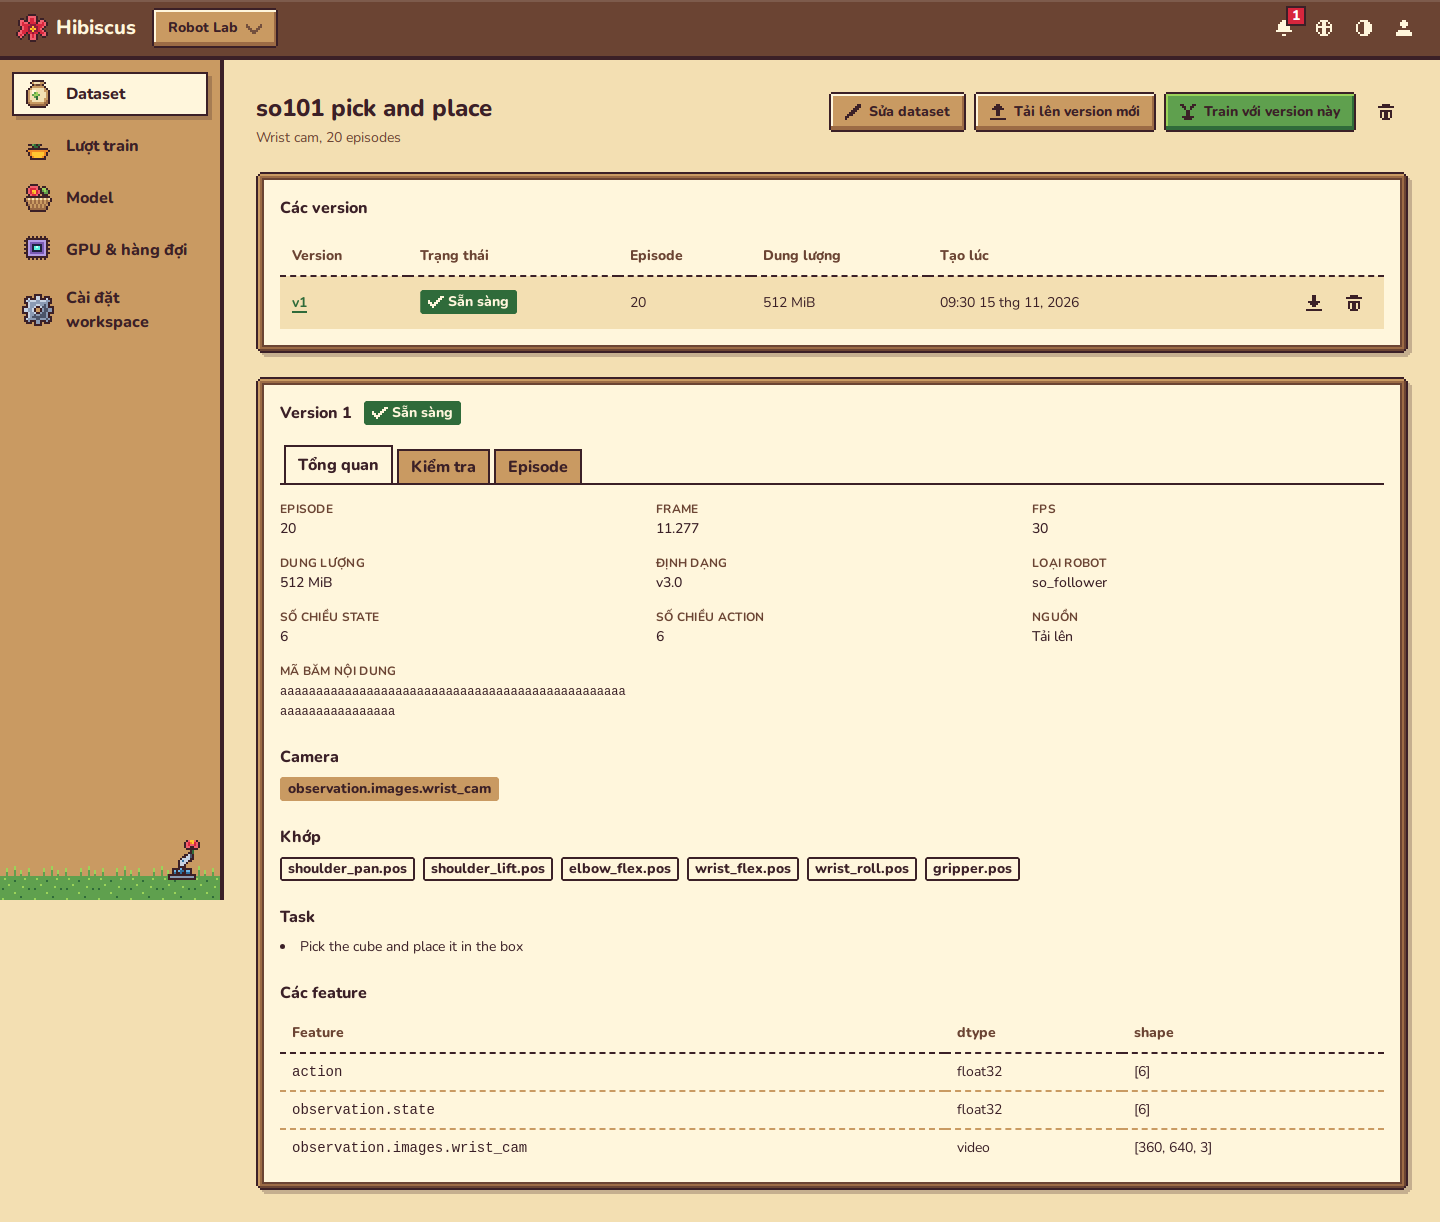 Hibiscus
Robot Lab
1
Dataset
Lượt train
Model
GPU & hàng đợi
Cài đặt
workspace
so101 pick and place
Wrist cam, 20 episodes
Sửa dataset
Tải lên version mới
Train với version này
Các version
Version Trạng thái Episode Dung lượng Tạo lúc
v1 Sẵn sàng 20 512 MiB 09:30 15 thg 11, 2026
Version 1 Sẵn sàng
Tổng quan Kiểm tra Episode
EPISODE FRAME FPS
20 11.277 30
DUNG LƯỢNG ĐỊNH DẠNG LOẠI ROBOT
512 MiB v3.0 so_follower
SỐ CHIỀU STATE SỐ CHIỀU ACTION NGUỒN
6 6 Tải lên
MÃ BĂM NỘI DUNG
aaaaaaaaaaaaaaaaaaaaaaaaaaaaaaaaaaaaaaaaaaaaaaaa
aaaaaaaaaaaaaaaa
Camera
observation.images.wrist_cam
Khớp
shoulder_pan.pos shoulder_lift.pos elbow_flex.pos wrist_flex.pos wrist_roll.pos gripper.pos
Task
• Pick the cube and place it in the box
Các feature
Feature dtype shape
action float32 [6]
observation.state float32 [6]
observation.images.wrist_cam video [360, 640, 3]